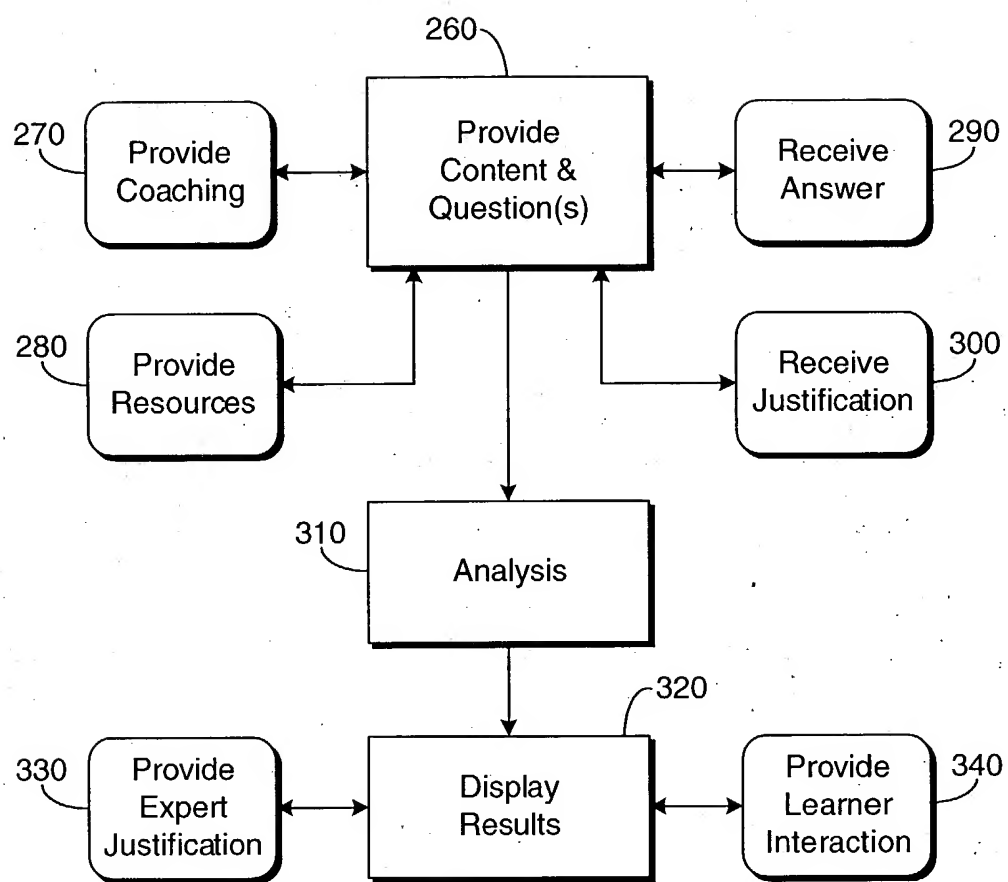 260
270
Provide
Coaching
Provide
Content &
Question(s)
Receive
Answer
290
280
Provide
Resources
Receive
Justification
300
310
Analysis
320
330
Provide
Expert
Justification
Display
Results
Provide
Learner
Interaction
340